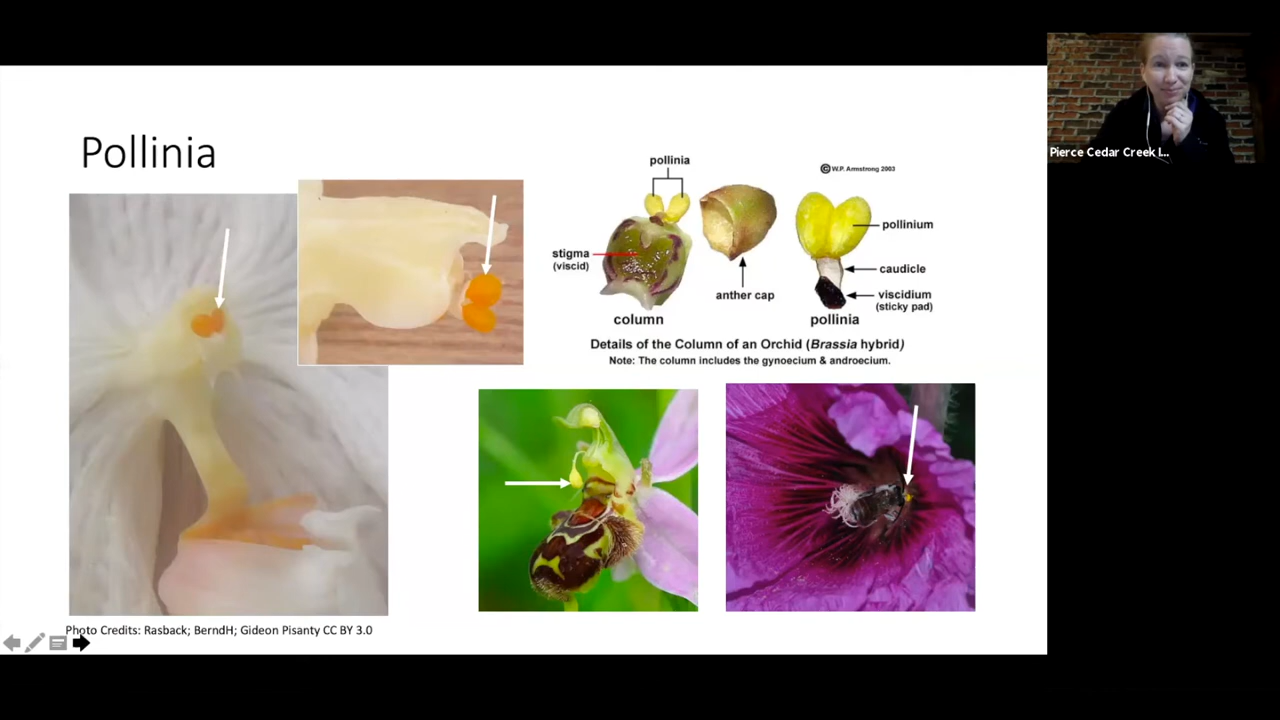 Pollinia
pollinia
© W.P. Armstrong 2003
stigma
(viscid)
anther cap
column
pollinium
caudicle
viscidium
(sticky pad)
pollinia
Details of the Column of an Orchid (Brassia hybrid)
Note: The column includes the gynoecium & androecium.
Photo Credits: Rasback; BerndH; Gideon Pisanty CC BY 3.0
Pierce Cedar Creek I...